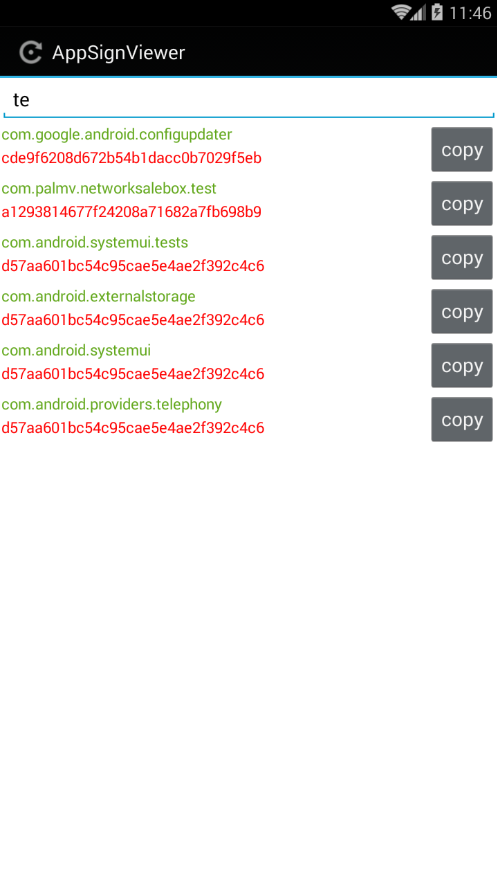 11:46
AppSignViewer
te
com.google.android.configupdater
cde9f6208d672b54b1dacc0b7029f5eb
copy
com.palmv.networksalebox.test
a1293814677f24208a71682a7fb698b9
copy
com.android.systemui.tests
d57aa601bc54c95cae5e4ae2f392c4c6
copy
com.android.externalstorage
d57aa601bc54c95cae5e4ae2f392c4c6
copy
com.android.systemui
d57aa601bc54c95cae5e4ae2f392c4c6
copy
com.android.providers.telephony
d57aa601bc54c95cae5e4ae2f392c4c6
copy